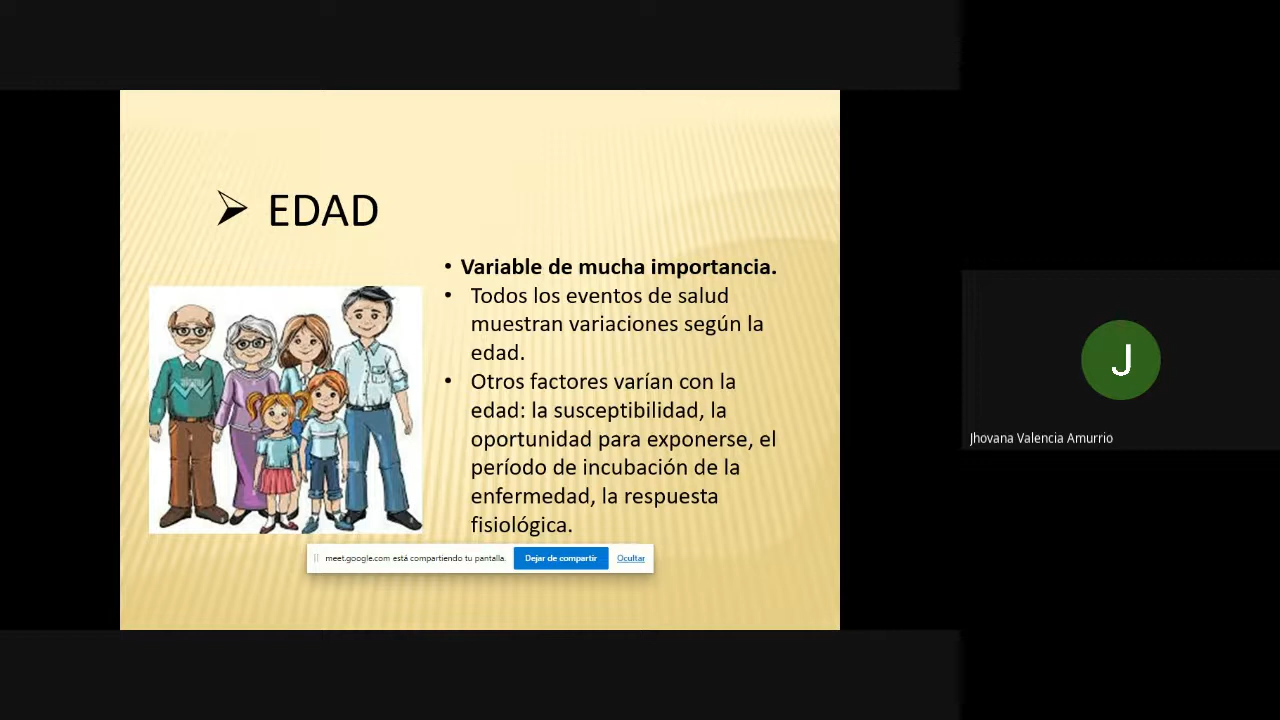 EDAD
• Variable de mucha importancia.
• Todos los eventos de salud
muestran variaciones según la
edad.
• Otros factores varían con la
edad: la susceptibilidad, la
oportunidad para exponerse, el
período de incubación de la
enfermedad, la respuesta
fisiológica.
meet.google.com está compartiendo tu pantalla. Dejar de compartir Ocultar
J
Jhovana Valencia Amurrio